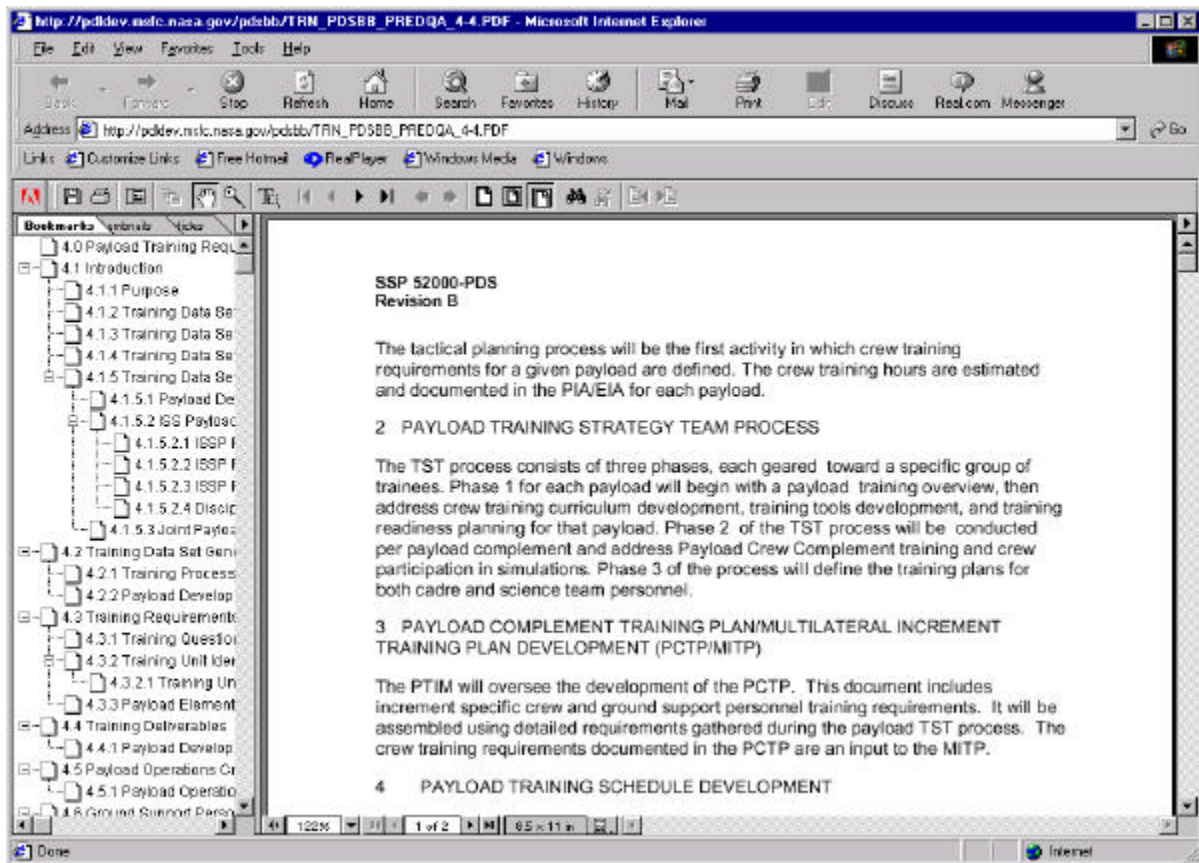 http://pdldev.msfc.nasa.gov/pdsbb/TRN_PDSBB_PREDQA_4-4.PDF - Microsoft Internet Explorer
File Edit View Favorites Tools Help
Back Forward Stop Refresh Home Search Favorites History Mail Print Edit Discuss Real.com Messenger
Address http://pdldev.msfc.nasa.gov/pdsbb/TRN_PDSBB_PREDQA_4-4.PDF Go
Links Customize Links Free Hotmail RealPlayer Windows Media Windows
Bookmarks
4.0 Payload Training Requ
4.1 Introduction
4.1.1 Purpose
4.1.2 Training Data Se
4.1.3 Training Data Se
4.1.4 Training Data Se
4.1.5 Training Data Se
4.1.5.1 Payload De
4.1.5.2 ISS Payload
4.1.5.2.1 ISSP
4.1.5.2.2 ISSP
4.1.5.2.3 ISSP
4.1.5.2.4 Discip
4.1.5.3 Joint Payloa
4.2 Training Data Set Gene
4.2.1 Training Process
4.2.2 Payload Develop
4.3 Training Requirements
4.3.1 Training Question
4.3.2 Training Unit Iden
4.3.2.1 Training Un
4.3.3 Payload Element
4.4 Training Deliverables
4.4.1 Payload Develop
4.5 Payload Operations Cr
4.5.1 Payload Operatio
4.6 Ground Support Perso
SSP 52000-PDS
Revision B
The tactical planning process will be the first activity in which crew training
requirements for a given payload are defined. The crew training hours are estimated
and documented in the PIA/EIA for each payload.
2 PAYLOAD TRAINING STRATEGY TEAM PROCESS
The TST process consists of three phases, each geared toward a specific group of
trainees. Phase 1 for each payload will begin with a payload training overview, then
address crew training curriculum development, training tools development, and training
readiness planning for that payload. Phase 2 of the TST process will be conducted
per payload complement and address Payload Crew Complement training and crew
participation in simulations. Phase 3 of the process will define the training plans for
both cadre and science team personnel.
3 PAYLOAD COMPLEMENT TRAINING PLAN/MULTILATERAL INCREMENT
TRAINING PLAN DEVELOPMENT (PCTP/MITP)
The PTIM will oversee the development of the PCTP. This document includes
increment specific crew and ground support personnel training requirements. It will be
assembled using detailed requirements gathered during the payload TST process. The
crew training requirements documented in the PCTP are an input to the MITP.
4 PAYLOAD TRAINING SCHEDULE DEVELOPMENT
122% 1 of 2 8.5 x 11 in
Done Internet